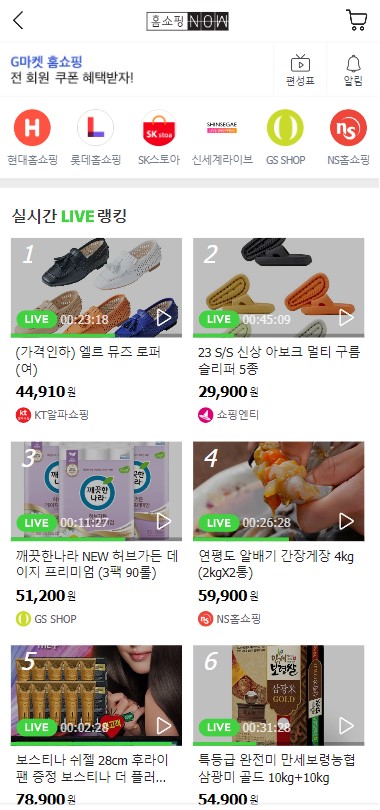 홈쇼핑 NOW
G마켓 홈쇼핑
전 회원 쿠폰 혜택받자!
편성표
알림
H
SK stoa
SHINSEGAE
LIVE SHOPPING
NS
현대홈쇼핑
롯데홈쇼핑
SK스토아
신세계라이브
GS SHOP
NS홈쇼핑
실시간 LIVE 랭킹
1
LIVE 00:23:18
(가격인하) 엘르 뮤즈 로퍼
(여)
44,910원
kt
KT알파쇼핑
2
LIVE 00:45:09
23 S/S 신상 아보크 멀티 구름
슬리퍼 5종
29,900원
쇼핑엔티
3
깨끗한
나라
LIVE 00:11:27
깨끗한나라 NEW 허브가든 데
이지 프리미엄 (3팩 90롤)
51,200원
GS SHOP
4
LIVE 00:26:28
연평도 알배기 간장게장 4kg
(2kgX2통)
59,900원
NS홈쇼핑
5
LIVE 00:02:28
보스티나 쉬젤 28cm 후라이
팬 증정 보스티나 더 플러...
78,900원
6
만세
보령쌀
삼광미
GOLD
LIVE 00:31:28
특등급 완전미 만세보령농협
삼광미 골드 10kg+10kg
54,900원